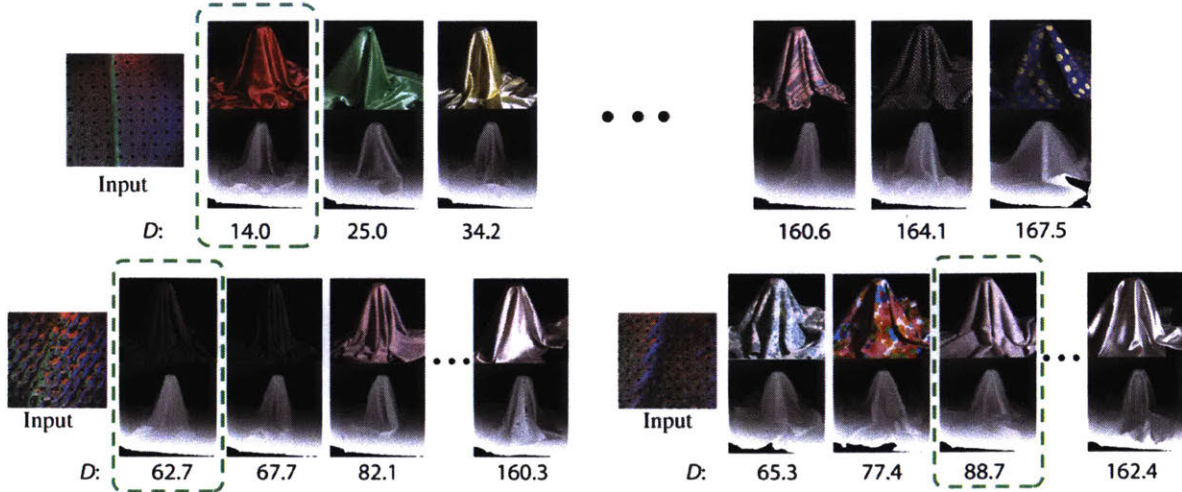 Input
D: 14.0 25.0 34.2 160.6 164.1 167.5
Input
D: 62.7 67.7 82.1 160.3
Input
D: 65.3 77.4 88.7 162.4